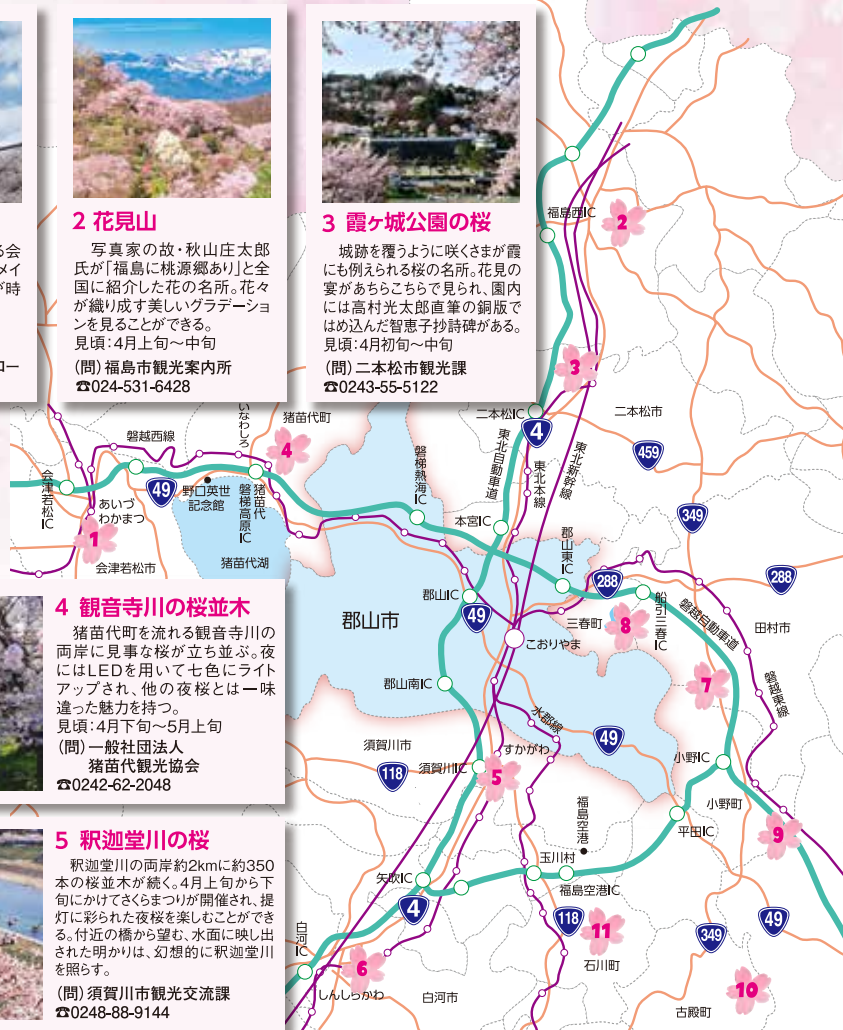 る会
メイ
が時
ロー
2 花見山
写真家の故・秋山庄太郎
氏が「福島に桃源郷あり」と全
国に紹介した花の名所。花々
が織り成す美しいグラデーショ
ンを見ることができる。
見頃:4月上旬〜中旬
(問)福島市観光案内所
☎024-531-6428
3 霞ヶ城公園の桜
城跡を覆うように咲くさまが霞
にも例えられる桜の名所。花見の
宴があちらこちらで見られ、園内
には高村光太郎直筆の銅版で
はめ込んだ智恵子抄詩碑がある。
見頃:4月初旬〜中旬
(問)二本松市観光課
☎0243-55-5122
福島西IC
2
3
二本松IC
4
二本松市
459
東北自動車道
東北本線
東北新幹線
349
いなわしろ
猪苗代町
4
磐越西線
会津若松IC
49
あいづ
わかまつ
1
会津若松市
野口英世
記念館
猪苗代
磐梯高原IC
猪苗代湖
磐梯熱海IC
本宮IC
郡山東IC
288
288
郡山IC
49
郡山市
こおりやま
三春町
8
船引三春IC
磐越自動車道
田村市
7
磐越東線
郡山南IC
水郡線
49
4 観音寺川の桜並木
猪苗代町を流れる観音寺川の
両岸に見事な桜が立ち並ぶ。夜
にはLEDを用いて七色にライト
アップされ、他の夜桜とは一味
違った魅力を持つ。
見頃:4月下旬〜5月上旬
(問)一般社団法人
猪苗代観光協会
☎0242-62-2048
須賀川市
118
須賀川IC
すかがわ
5
小野IC
小野町
平田IC
9
福島空港
玉川村
福島空港IC
矢吹IC
4
118
11
石川町
349
49
10
古殿町
白河IC
6
しんしらかわ
白河市
5 釈迦堂川の桜
釈迦堂川の両岸約2kmに約350
本の桜並木が続く。4月上旬から下
旬にかけてさくらまつりが開催され、提
灯に彩られた夜桜を楽しむことができ
る。付近の橋から望む、水面に映し出
された明かりは、幻想的に釈迦堂川
を照らす。
(問)須賀川市観光交流課
☎0248-88-9144